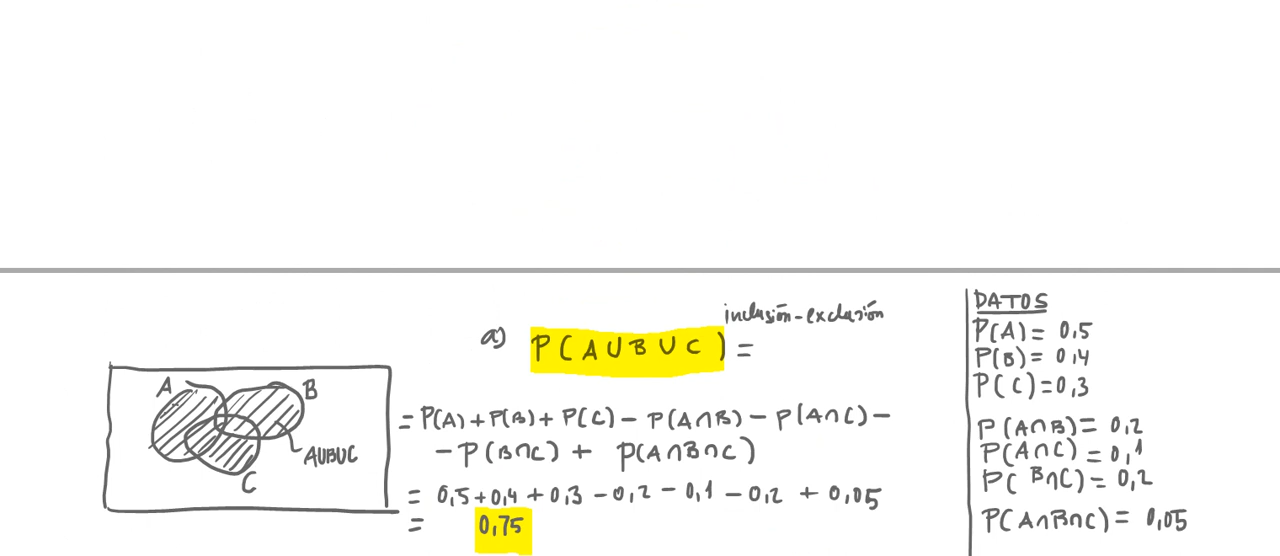 inclusión-exclusión
a) P(A∪B∪C) =
A
B
C
A∪B∪C
= P(A) + P(B) + P(C) - P(A∩B) - P(A∩C) -
- P(B∩C) + P(A∩B∩C)
= 0,5 + 0,4 + 0,3 - 0,2 - 0,1 - 0,2 + 0,05
= 0,75
DATOS
P(A) = 0,5
P(B) = 0,4
P(C) = 0,3
P(A∩B) = 0,2
P(A∩C) = 0,1
P(B∩C) = 0,2
P(A∩B∩C) = 0,05